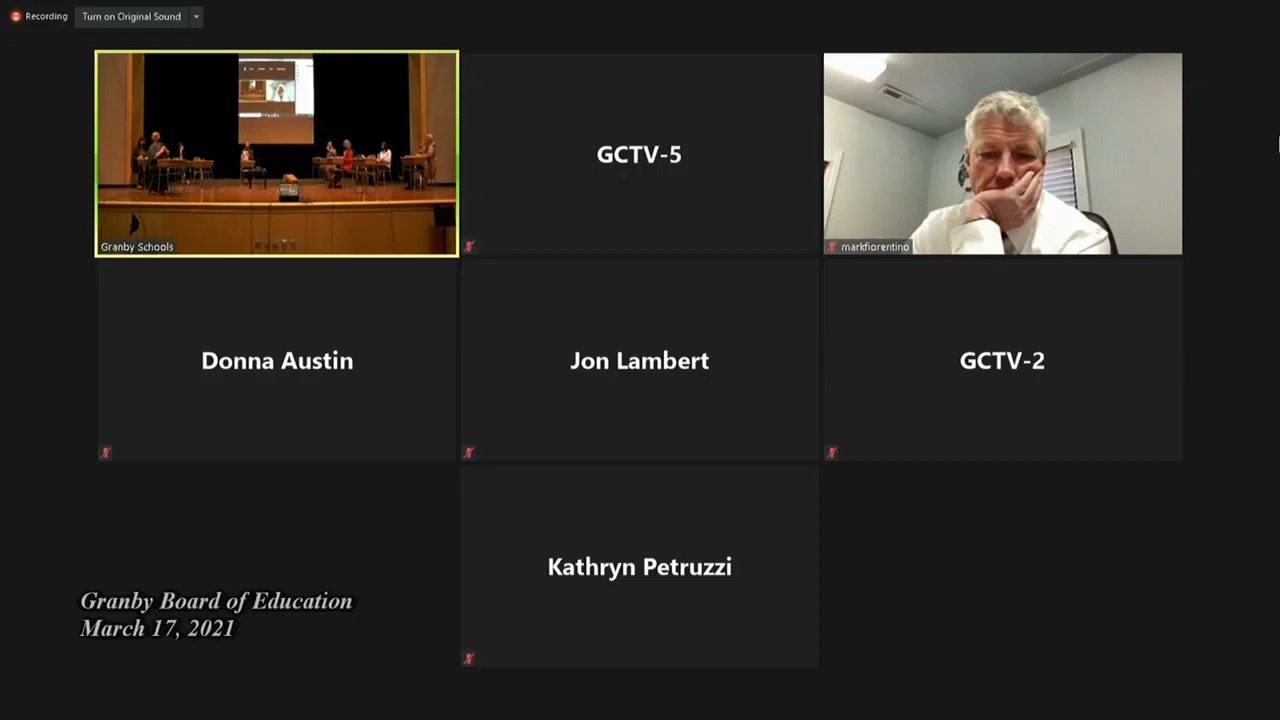 Recording
Turn on Original Sound
Granby Schools
GCTV-5
markfiorentino
Donna Austin
Jon Lambert
GCTV-2
Kathryn Petruzzi
Granby Board of Education
March 17, 2021